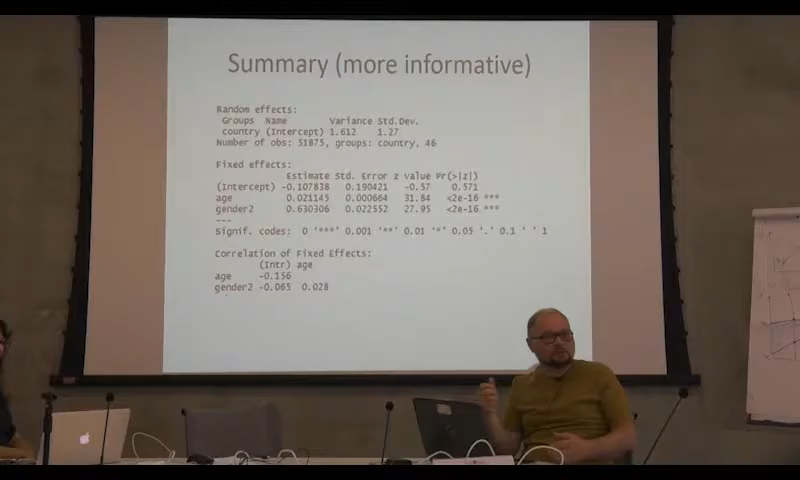 Summary (more informative)
Random effects:
Groups Name Variance Std.Dev.
country (Intercept) 1.612 1.27
Number of obs: 51875, groups: country, 46
Fixed effects:
Estimate Std. Error z value Pr(>|z|)
(Intercept) -0.107838 0.190421 -0.57 0.571
age 0.021145 0.000664 31.84 <2e-16 ***
gender2 0.630306 0.022552 27.95 <2e-16 ***
---
Signif. codes: 0 '***' 0.001 '**' 0.01 '*' 0.05 '.' 0.1 ' ' 1
Correlation of Fixed Effects:
(Intr) age
age -0.156
gender2 -0.065 0.028